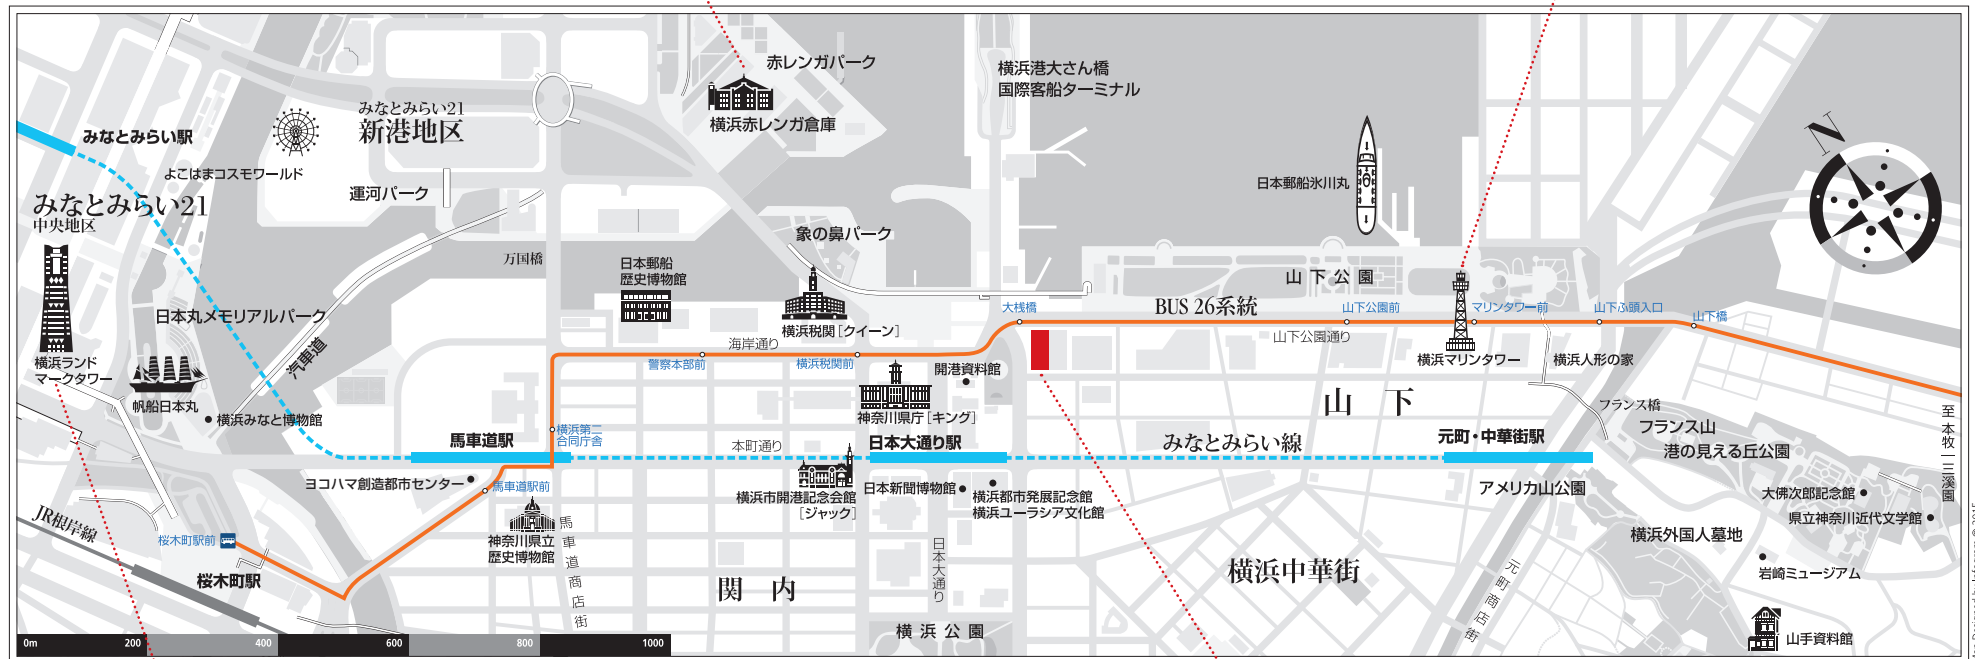 赤レンガパーク
横浜赤レンガ倉庫
横浜港大さん橋
国際客船ターミナル
みなとみらい21
新港地区
みなとみらい駅
よこはまコスモワールド
運河パーク
みなとみらい21
中央地区
日本郵船氷川丸
N
象の鼻パーク
万国橋
日本郵船
歴史博物館
山下公園
日本丸メモリアルパーク
汽車道
横浜税関[クイーン]
大桟橋
BUS 26系統
山下公園前
マリンタワー前
山下ふ頭入口
山下橋
海岸通り
山下公園通り
横浜ランド
マークタワー
警察本部前
横浜税関前
開港資料館
横浜マリンタワー
横浜人形の家
帆船日本丸
横浜みなと博物館
神奈川県庁[キング]
山下
フランス橋
フランス山
至本牧・三溪園
馬車道駅
横浜第二
合同庁舎
本町通り
日本大通り駅
みなとみらい線
元町・中華街駅
港の見える丘公園
ヨコハマ創造都市センター
馬車道駅前
横浜市開港記念会館
[ジャック]
日本新聞博物館
横浜都市発展記念館
横浜ユーラシア文化館
アメリカ山公園
大佛次郎記念館
県立神奈川近代文学館
JR根岸線
桜木町駅前
桜木町駅
神奈川県立
歴史博物館
馬車道商店街
日本大通り
関内
横浜中華街
元町商店街
横浜外国人墓地
岩崎ミュージアム
横浜公園
山手資料館
0m 200 400 600 800 1000